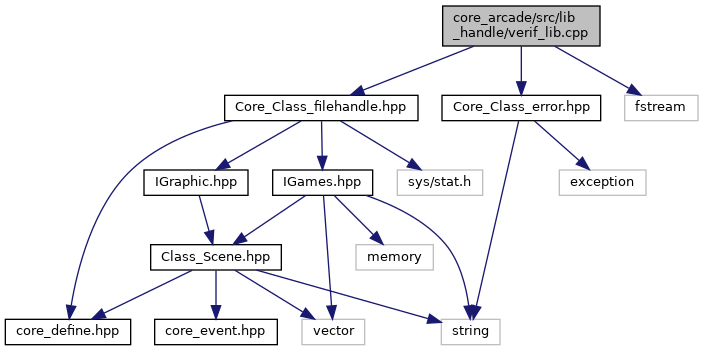 core_arcade/src/lib
_handle/verif_lib.cpp
Core_Class_filehandle.hpp
Core_Class_error.hpp
fstream
IGraphic.hpp
IGames.hpp
sys/stat.h
exception
Class_Scene.hpp
memory
core_define.hpp
core_event.hpp
vector
string